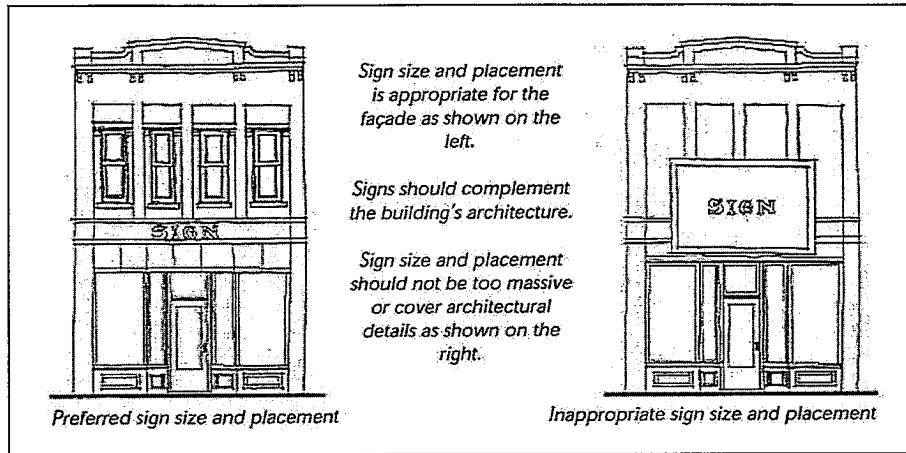 Sign size and placement
is appropriate for the
façade as shown on the
left.
Signs should complement
the building's architecture.
Sign size and placement
should not be too massive
or cover architectural
details as shown on the
right.
SIGN
SIGN
Preferred sign size and placement
Inappropriate sign size and placement